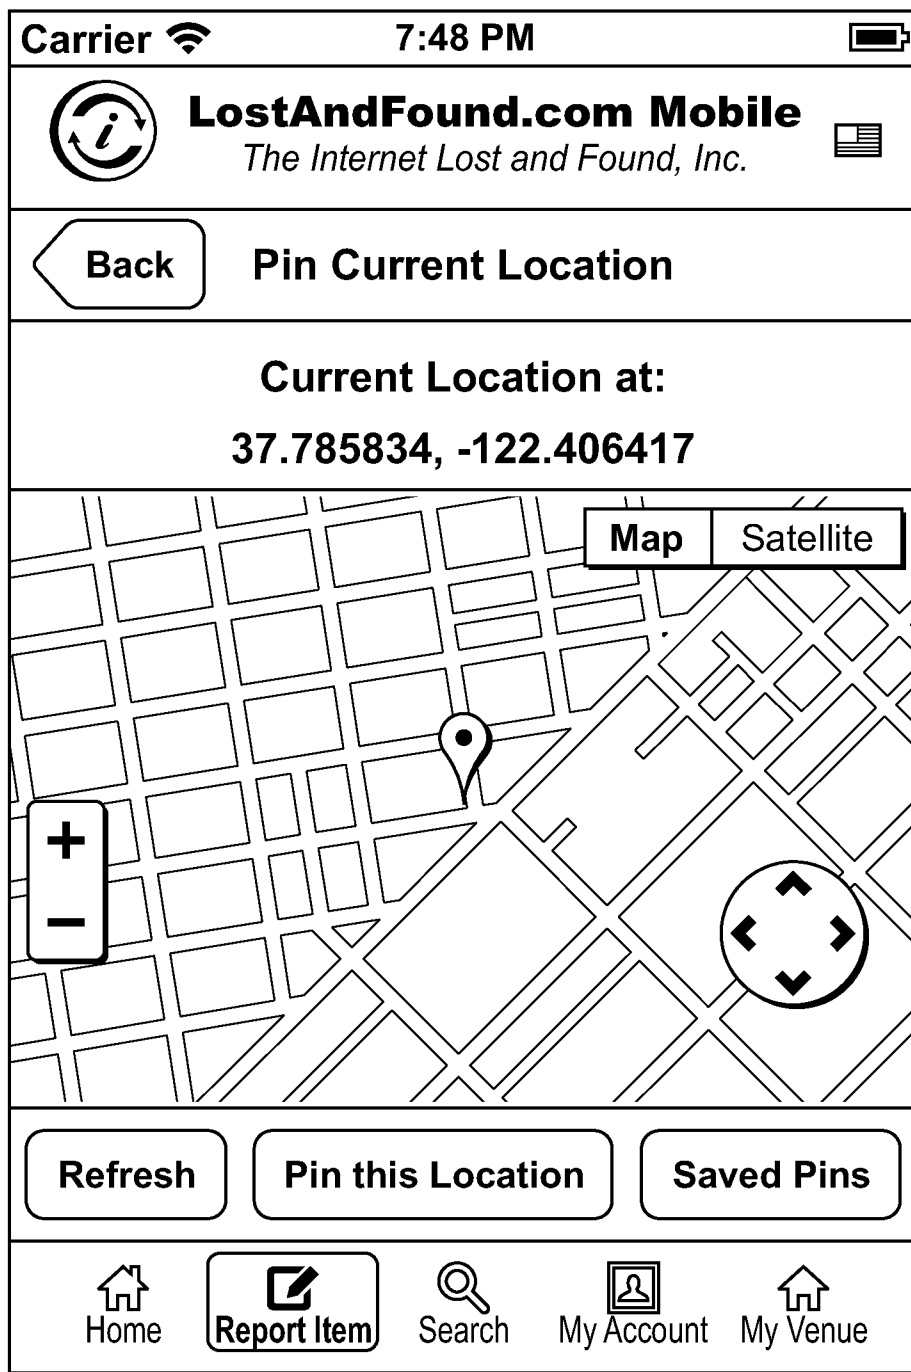 Carrier 7:48 PM
LostAndFound.com Mobile
The Internet Lost and Found, Inc.
Back Pin Current Location
Current Location at:
37.785834, -122.406417
Map Satellite
+
−
Refresh Pin this Location Saved Pins
Home Report Item Search My Account My Venue